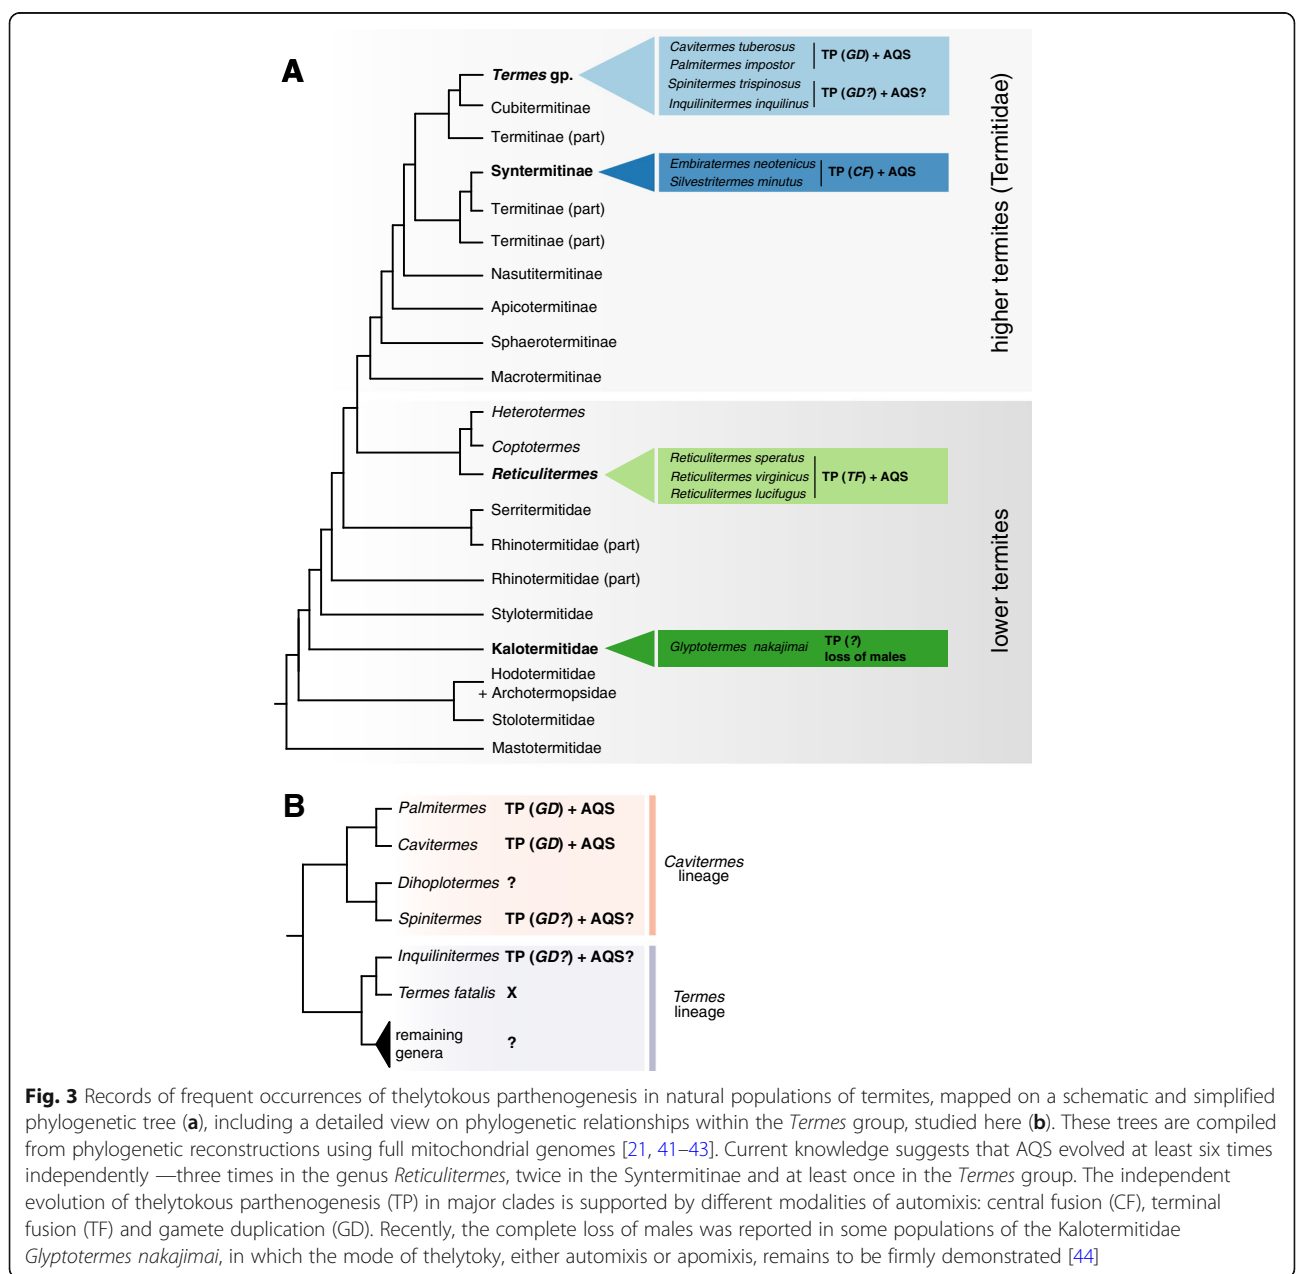 A
Termes gp.
Cubitermitinae
Termitinae (part)
Syntermitinae
Termitinae (part)
Termitinae (part)
Nasutitermitinae
Apicotermitinae
Sphaerotermitinae
Macrotermitinae
Heterotermes
Coptotermes
Reticulitermes
Serritermitidae
Rhinotermitidae (part)
Rhinotermitidae (part)
Stylotermitidae
Kalotermitidae
Hodotermitidae
+ Archotermopsidae
Stolotermitidae
Mastotermitidae
Cavitermes tuberosus
Palmitermes impostor
TP (GD) + AQS
Spinitermes trispinosus
Inquilinitermes inquilinus
TP (GD?) + AQS?
Embiratermes neotenicus
Silvestritermes minutus
TP (CF) + AQS
Reticulitermes speratus
Reticulitermes virginicus
Reticulitermes lucifugus
TP (TF) + AQS
Glyptotermes nakajimai
TP (?)
loss of males
higher termites (Termitidae)
lower termites
B
Palmitermes TP (GD) + AQS
Cavitermes TP (GD) + AQS
Dihoplotermes ?
Spinitermes TP (GD?) + AQS?
Cavitermes
lineage
Inquilinitermes TP (GD?) + AQS?
Termes fatalis X
remaining
genera
?
Termes
lineage
Fig. 3 Records of frequent occurrences of thelytokous parthenogenesis in natural populations of termites, mapped on a schematic and simplified
phylogenetic tree (a), including a detailed view on phylogenetic relationships within the Termes group, studied here (b). These trees are compiled
from phylogenetic reconstructions using full mitochondrial genomes [21, 41–43]. Current knowledge suggests that AQS evolved at least six times
independently —three times in the genus Reticulitermes, twice in the Syntermitinae and at least once in the Termes group. The independent
evolution of thelytokous parthenogenesis (TP) in major clades is supported by different modalities of automixis: central fusion (CF), terminal
fusion (TF) and gamete duplication (GD). Recently, the complete loss of males was reported in some populations of the Kalotermitidae
Glyptotermes nakajimai, in which the mode of thelytoky, either automixis or apomixis, remains to be firmly demonstrated [44]